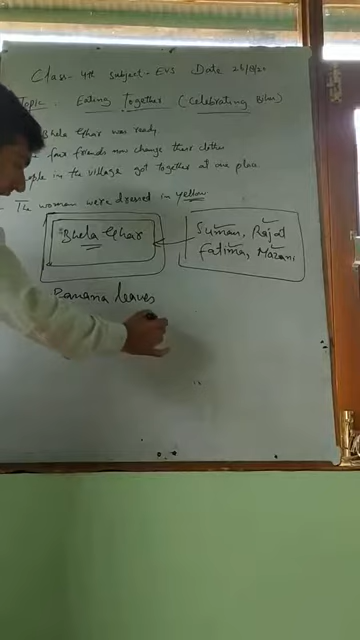 Class- 4th Subject - EVS Date 26/8/20
Topic. Eating Together (Celebrating Bihu)
Bhela Ghar was ready
four friends now change their clothe
people in the village got together at one place.
The women were dressed in yellow
"Bhela Ghar
Suman, Rajat
Fatima, Mazani
Banana leaves